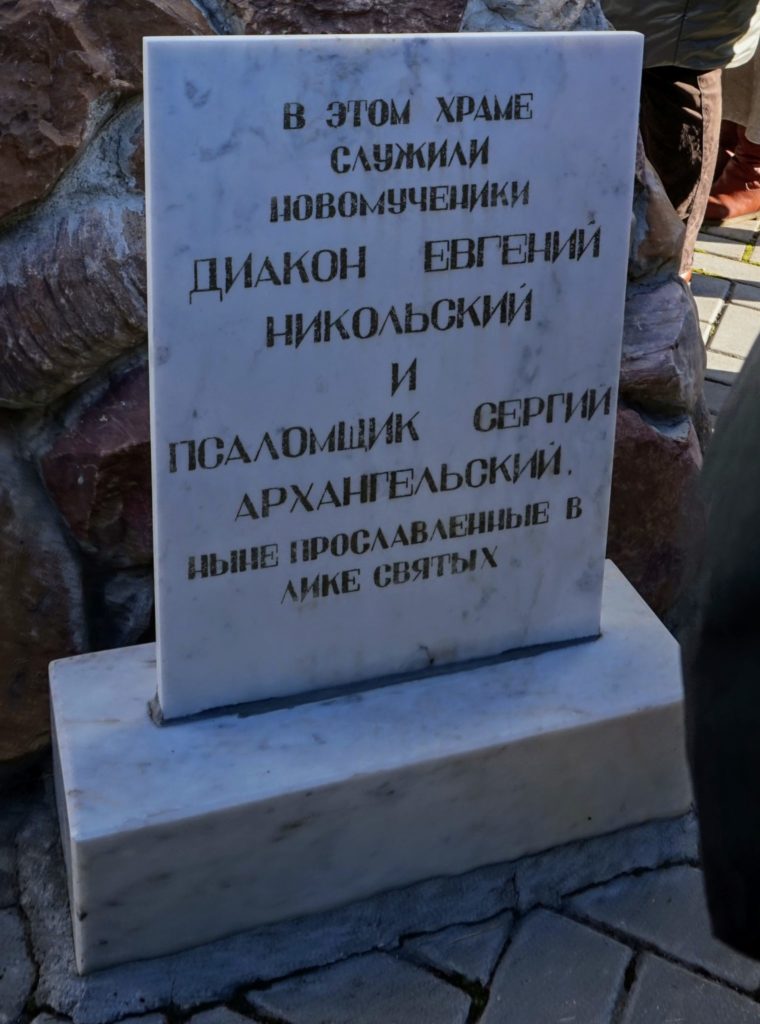 В ЭТОМ ХРАМЕ
СЛУЖИЛИ
НОВОМУЧЕНИКИ
ДИАКОН ЕВГЕНИЙ
НИКОЛЬСКИЙ
И
ПСАЛОМЩИК СЕРГИЙ
АРХАНГЕЛЬСКИЙ.
НЫНЕ ПРОСЛАВЛЕННЫЕ В
ЛИКЕ СВЯТЫХ